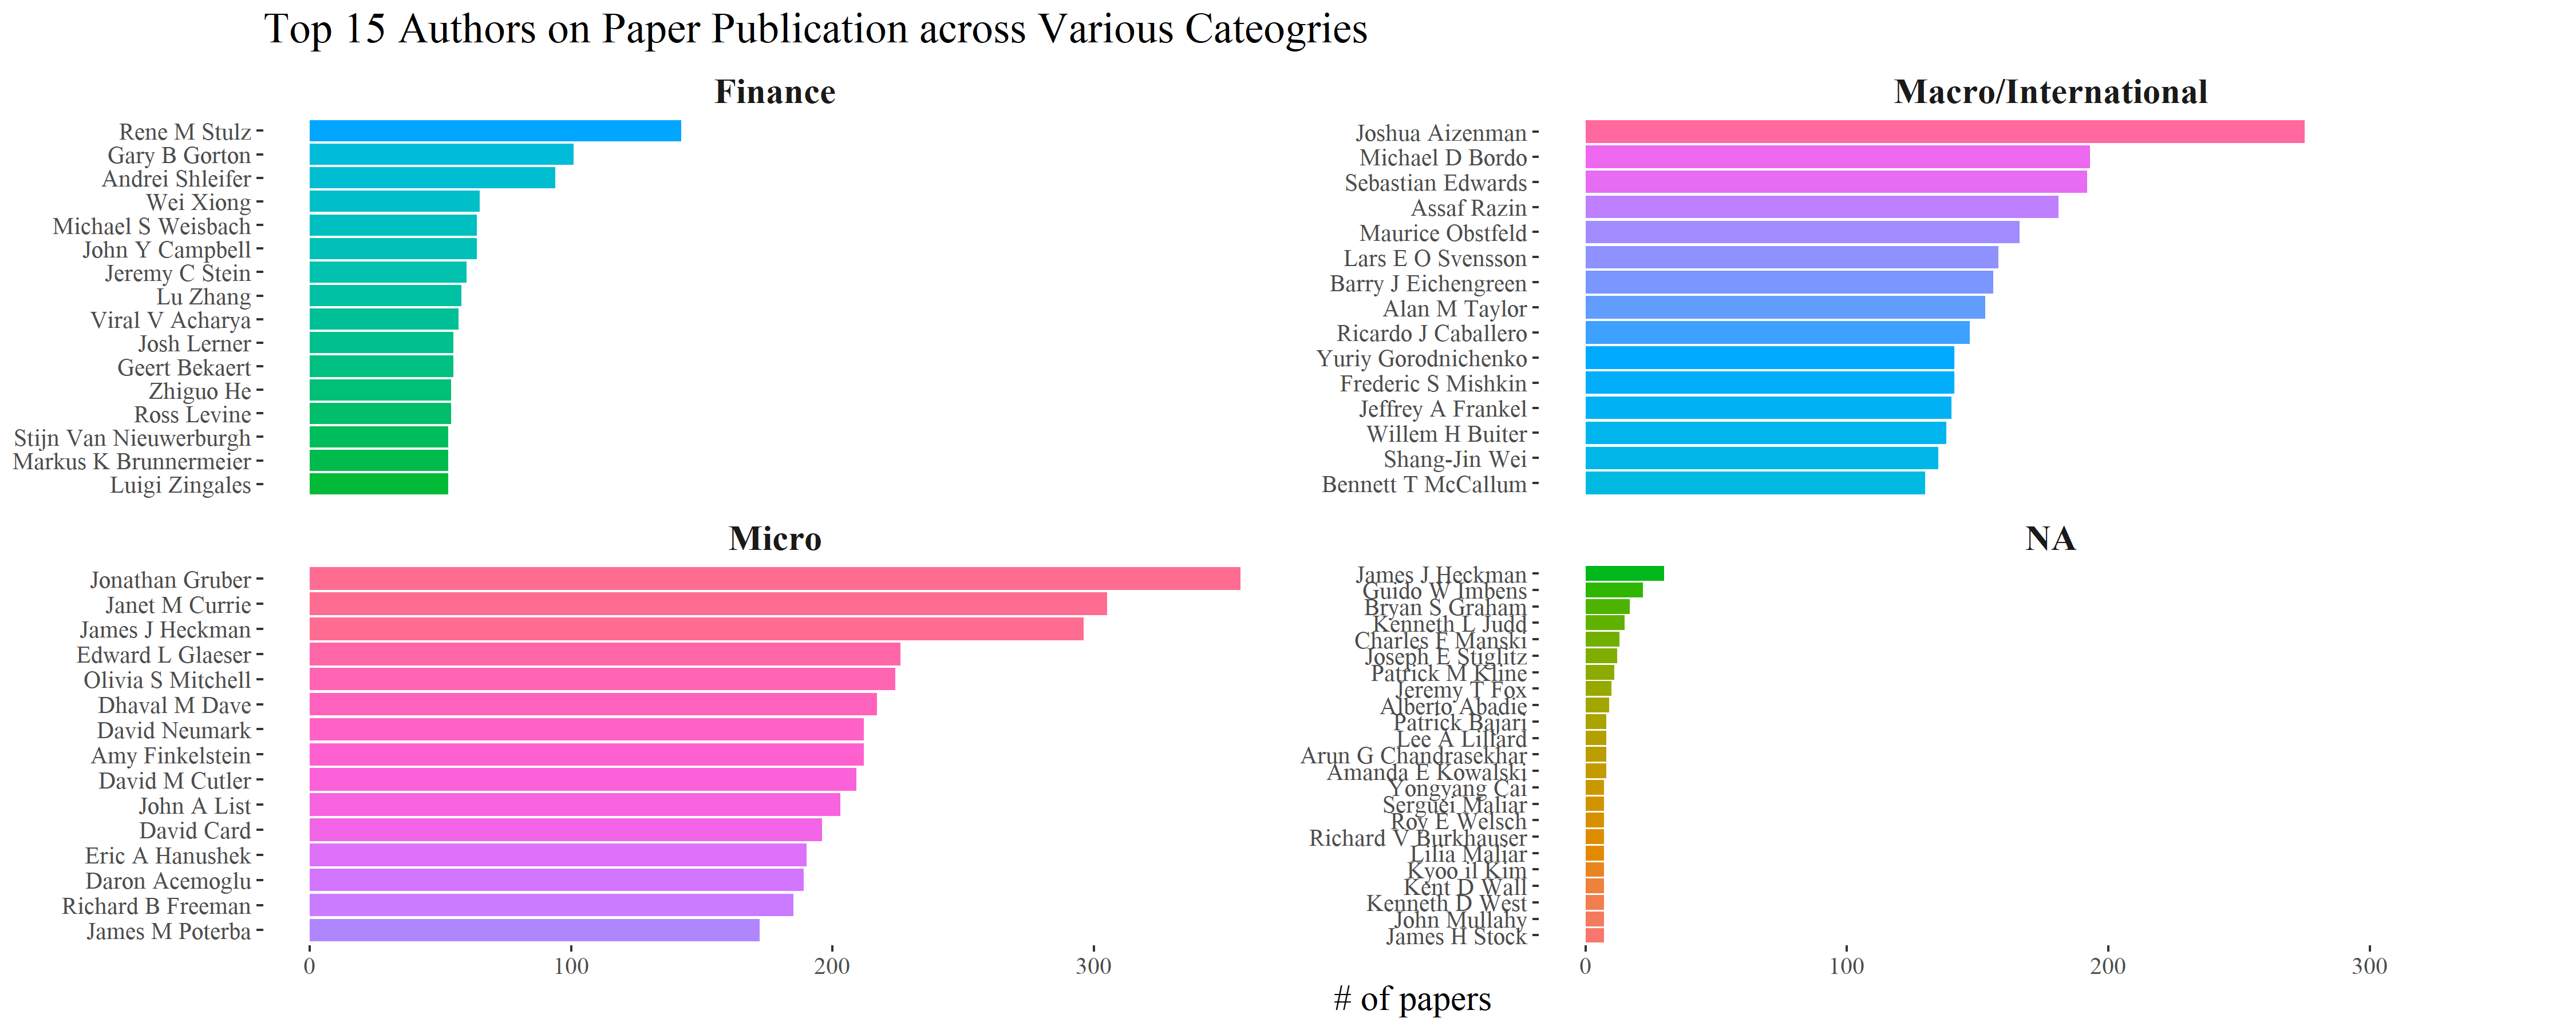 Top 15 Authors on Paper Publication across Various Cateogries
Finance
Rene M Stulz
Gary B Gorton
Andrei Shleifer
Wei Xiong
Michael S Weisbach
John Y Campbell
Jeremy C Stein
Lu Zhang
Viral V Acharya
Josh Lerner
Geert Bekaert
Zhiguo He
Ross Levine
Stijn Van Nieuwerburgh
Markus K Brunnermeier
Luigi Zingales
Macro/International
Joshua Aizenman
Michael D Bordo
Sebastian Edwards
Assaf Razin
Maurice Obstfeld
Lars E O Svensson
Barry J Eichengreen
Alan M Taylor
Ricardo J Caballero
Yuriy Gorodnichenko
Frederic S Mishkin
Jeffrey A Frankel
Willem H Buiter
Shang-Jin Wei
Bennett T McCallum
Micro
Jonathan Gruber
Janet M Currie
James J Heckman
Edward L Glaeser
Olivia S Mitchell
Dhaval M Dave
David Neumark
Amy Finkelstein
David M Cutler
John A List
David Card
Eric A Hanushek
Daron Acemoglu
Richard B Freeman
James M Poterba
0 100 200 300
NA
James J Heckman
Guido W Imbens
Bryan S Graham
Kenneth L Judd
Charles F Manski
Joseph E Stiglitz
Patrick M Kline
Jeremy T Fox
Alberto Abadie
Patrick Bajari
Lee A Lillard
Arun G Chandrasekhar
Amanda E Kowalski
Yongyang Cai
Serguei Maliar
Roy E Welsch
Richard V Burkhauser
Lilia Maliar
Kyoo il Kim
Kent D Wall
Kenneth D West
John Mullahy
James H Stock
0 100 200 300
# of papers